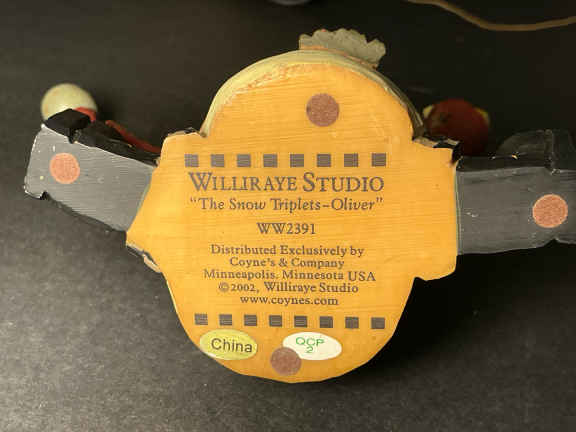 WILLIRAYE STUDIO
"The Snow Triplets-Oliver"
WW2391
Distributed Exclusively by
Coyne's & Company
Minneapolis, Minnesota USA
©2002, Williraye Studio
www.coynes.com
China
QCP
2